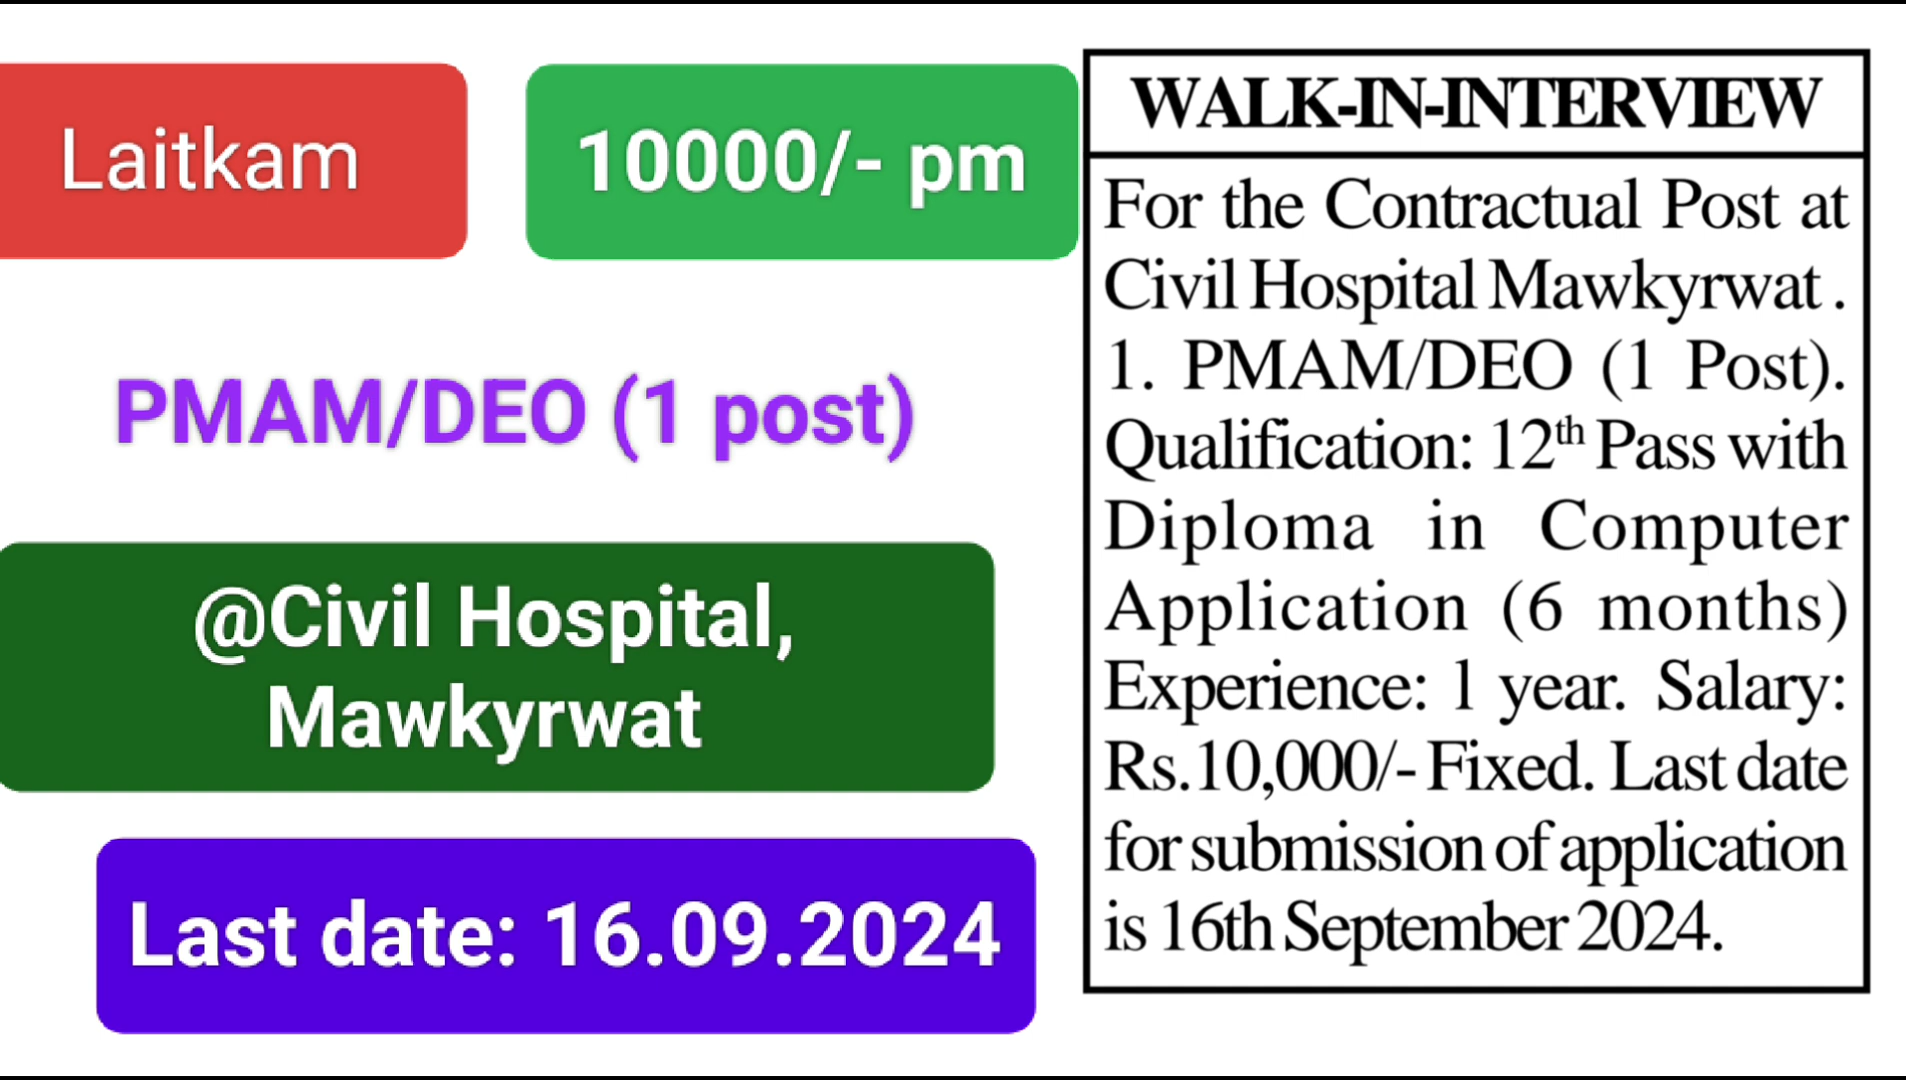 Laitkam
10000/- pm
PMAM/DEO (1 post)
@Civil Hospital,
Mawkyrwat
Last date: 16.09.2024
WALK-IN-INTERVIEW
For the Contractual Post at
Civil Hospital Mawkyrwat .
1. PMAM/DEO (1 Post).
Qualification: 12th Pass with
Diploma in Computer
Application (6 months)
Experience: 1 year. Salary:
Rs.10,000/- Fixed. Last date
for submission of application
is 16th September 2024.